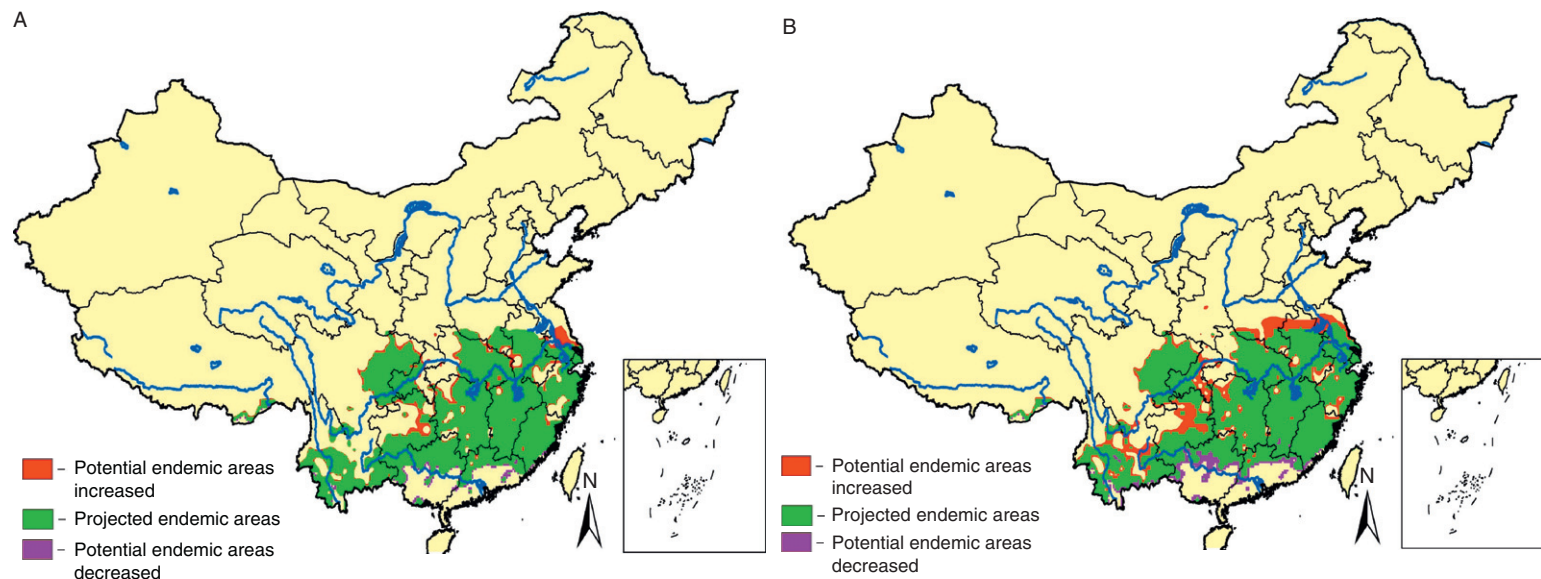 A
– Potential endemic areas
increased
– Projected endemic areas
– Potential endemic areas
decreased
N
B
– Potential endemic areas
increased
– Projected endemic areas
– Potential endemic areas
decreased
N